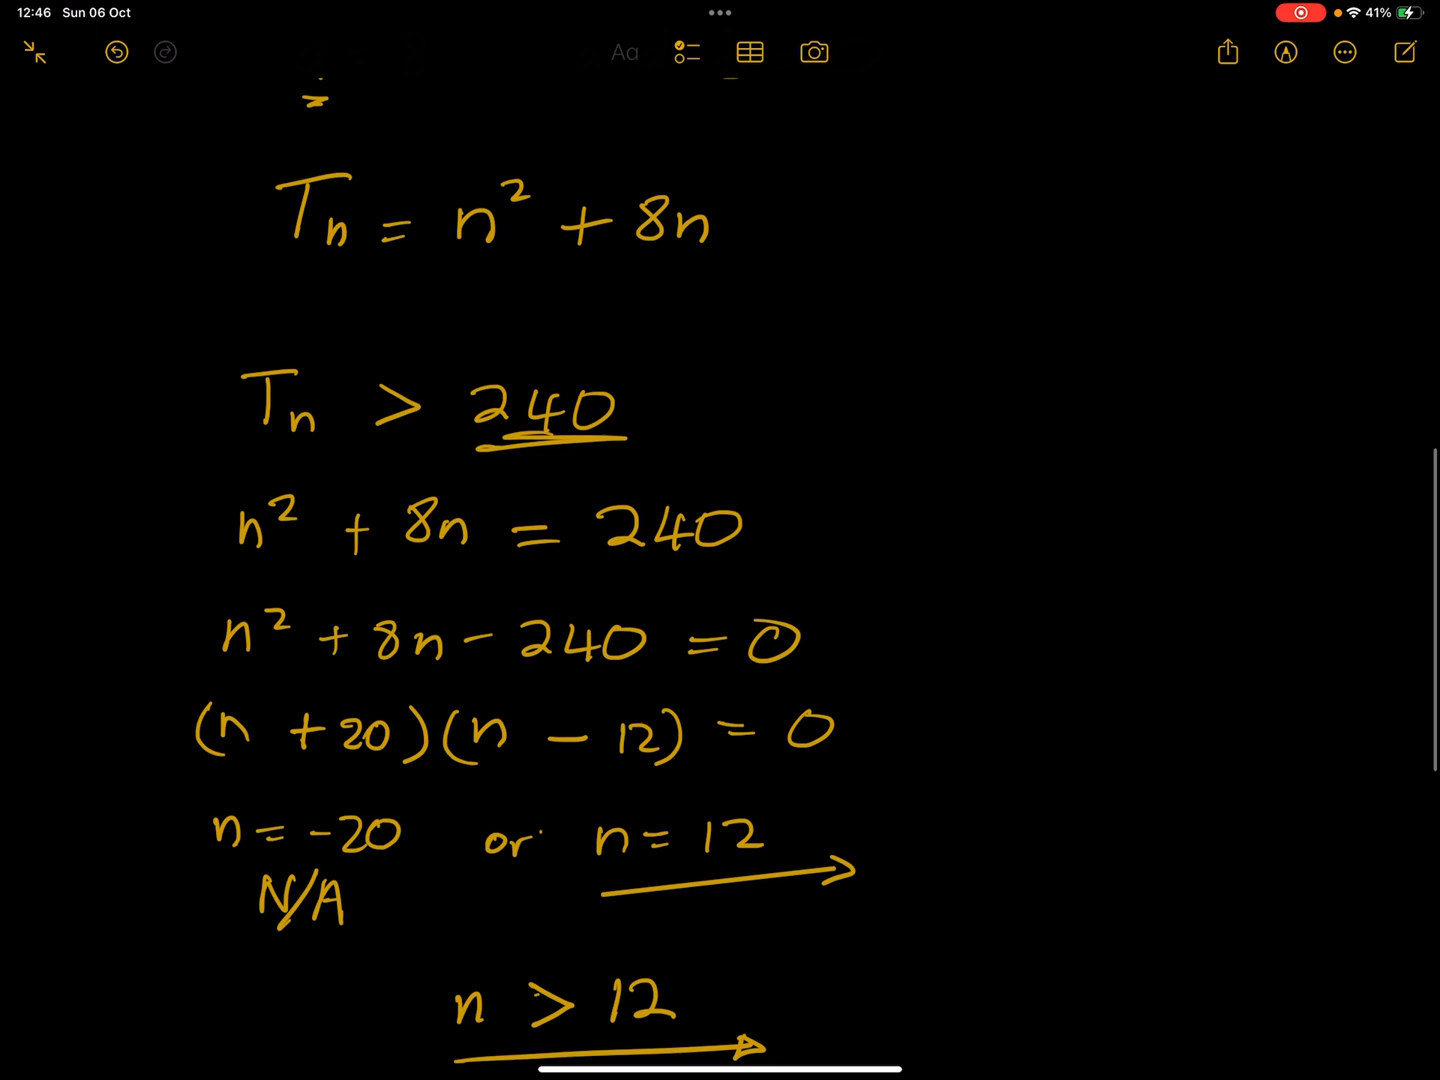 12:46 Sun 06 Oct 41%
Aa
Tn = n² + 8n
Tn > 240
n² + 8n = 240
n² + 8n - 240 = 0
(n + 20)(n - 12) = 0
n = -20 or n = 12
N/A
n > 12